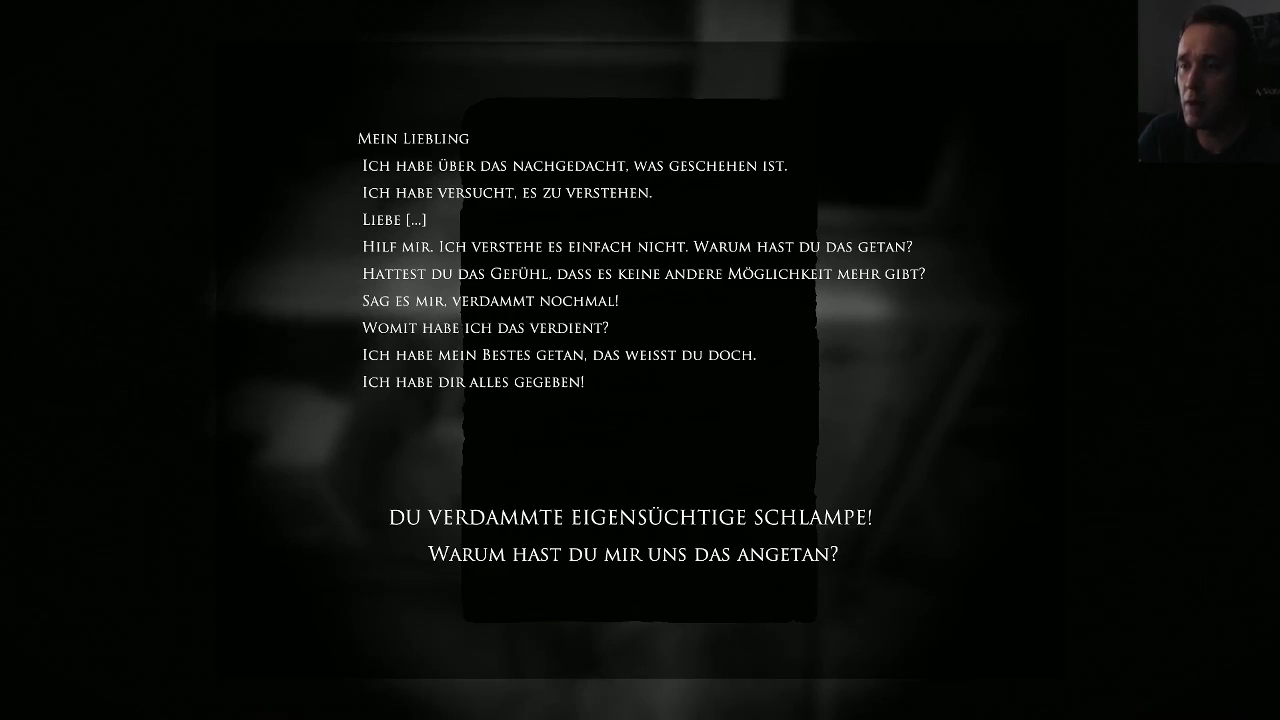 Mein Liebling
Ich habe über das nachgedacht, was geschehen ist.
Ich habe versucht, es zu verstehen.
Liebe [...]
Hilf mir. Ich verstehe es einfach nicht. Warum hast du das getan?
Hattest du das Gefühl, dass es keine andere Möglichkeit mehr gibt?
Sag es mir, verdammt nochmal!
Womit habe ich das verdient?
Ich habe mein Bestes getan, das weisst du doch.
Ich habe dir alles gegeben!
DU VERDAMMTE EIGENSÜCHTIGE SCHLAMPE!
Warum hast du mir uns das angetan?